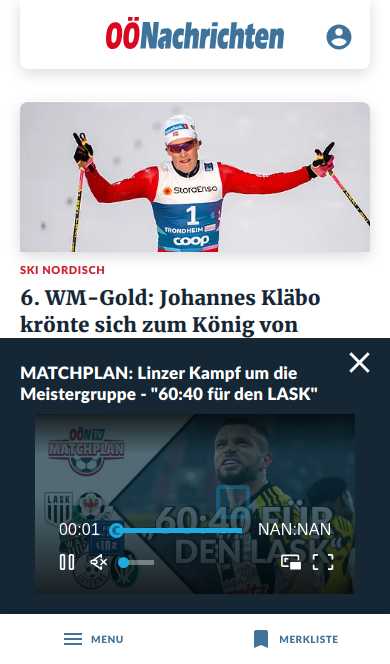 OÖNachrichten
StoraEnso
1
TRONDHEIM
coop
SKI NORDISCH
6. WM-Gold: Johannes Kläbo
krönte sich zum König von
MATCHPLAN: Linzer Kampf um die
Meistergruppe - "60:40 für den LASK"
OÖN TV
MATCHPLAN
LASK
60:40 FÜR
DEN LASK"
00:01
NAN:NAN
MENU
MERKLISTE